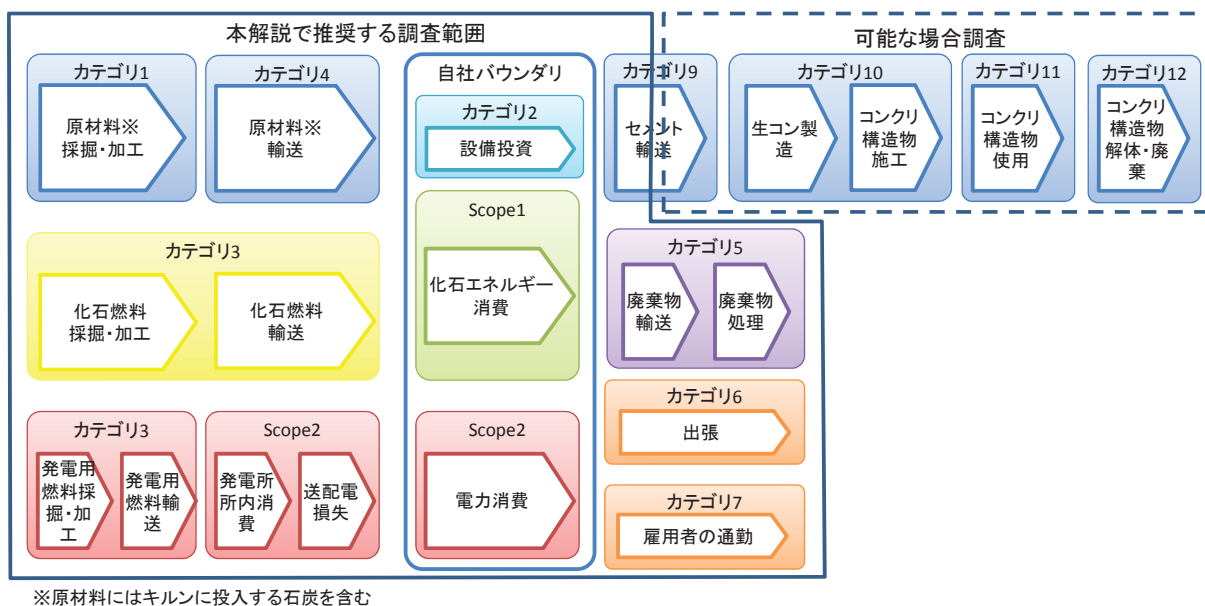 本解説で推奨する調査範囲
可能な場合調査
カテゴリ1
原材料※
採掘・加工
カテゴリ4
原材料※
輸送
自社バウンダリ
カテゴリ2
設備投資
カテゴリ9
セメント
輸送
カテゴリ10
生コン製
造
コンクリ
構造物
施工
カテゴリ11
コンクリ
構造物
使用
カテゴリ12
コンクリ
構造物
解体・廃
棄
カテゴリ3
化石燃料
採掘・加工
化石燃料
輸送
Scope1
化石エネルギー
消費
カテゴリ5
廃棄物
輸送
廃棄物
処理
カテゴリ6
出張
カテゴリ3
発電用
燃料採
掘・加
工
発電用
燃料輸
送
Scope2
発電所
所内消
費
送配電
損失
Scope2
電力消費
カテゴリ7
雇用者の通勤
※原材料にはキルンに投入する石炭を含む